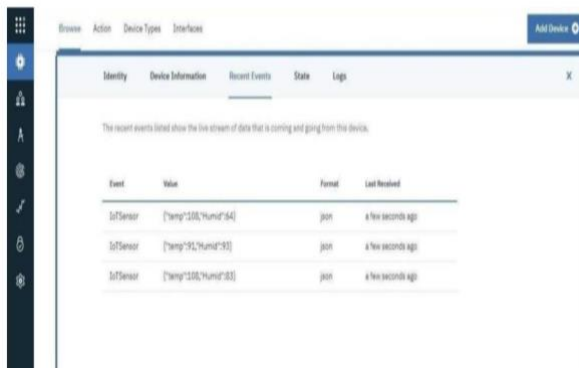 Browse Action Device Types Interfaces Add Device
Identity Device Information Recent Events State Logs X
The recent events listed show the live stream of data that is coming and going from this device.
Event Value Format Last Received
IoTSensor {"temp":100,"Humid":64} json a few seconds ago
IoTSensor {"temp":91,"Humid":93} json a few seconds ago
IoTSensor {"temp":100,"Humid":83} json a few seconds ago